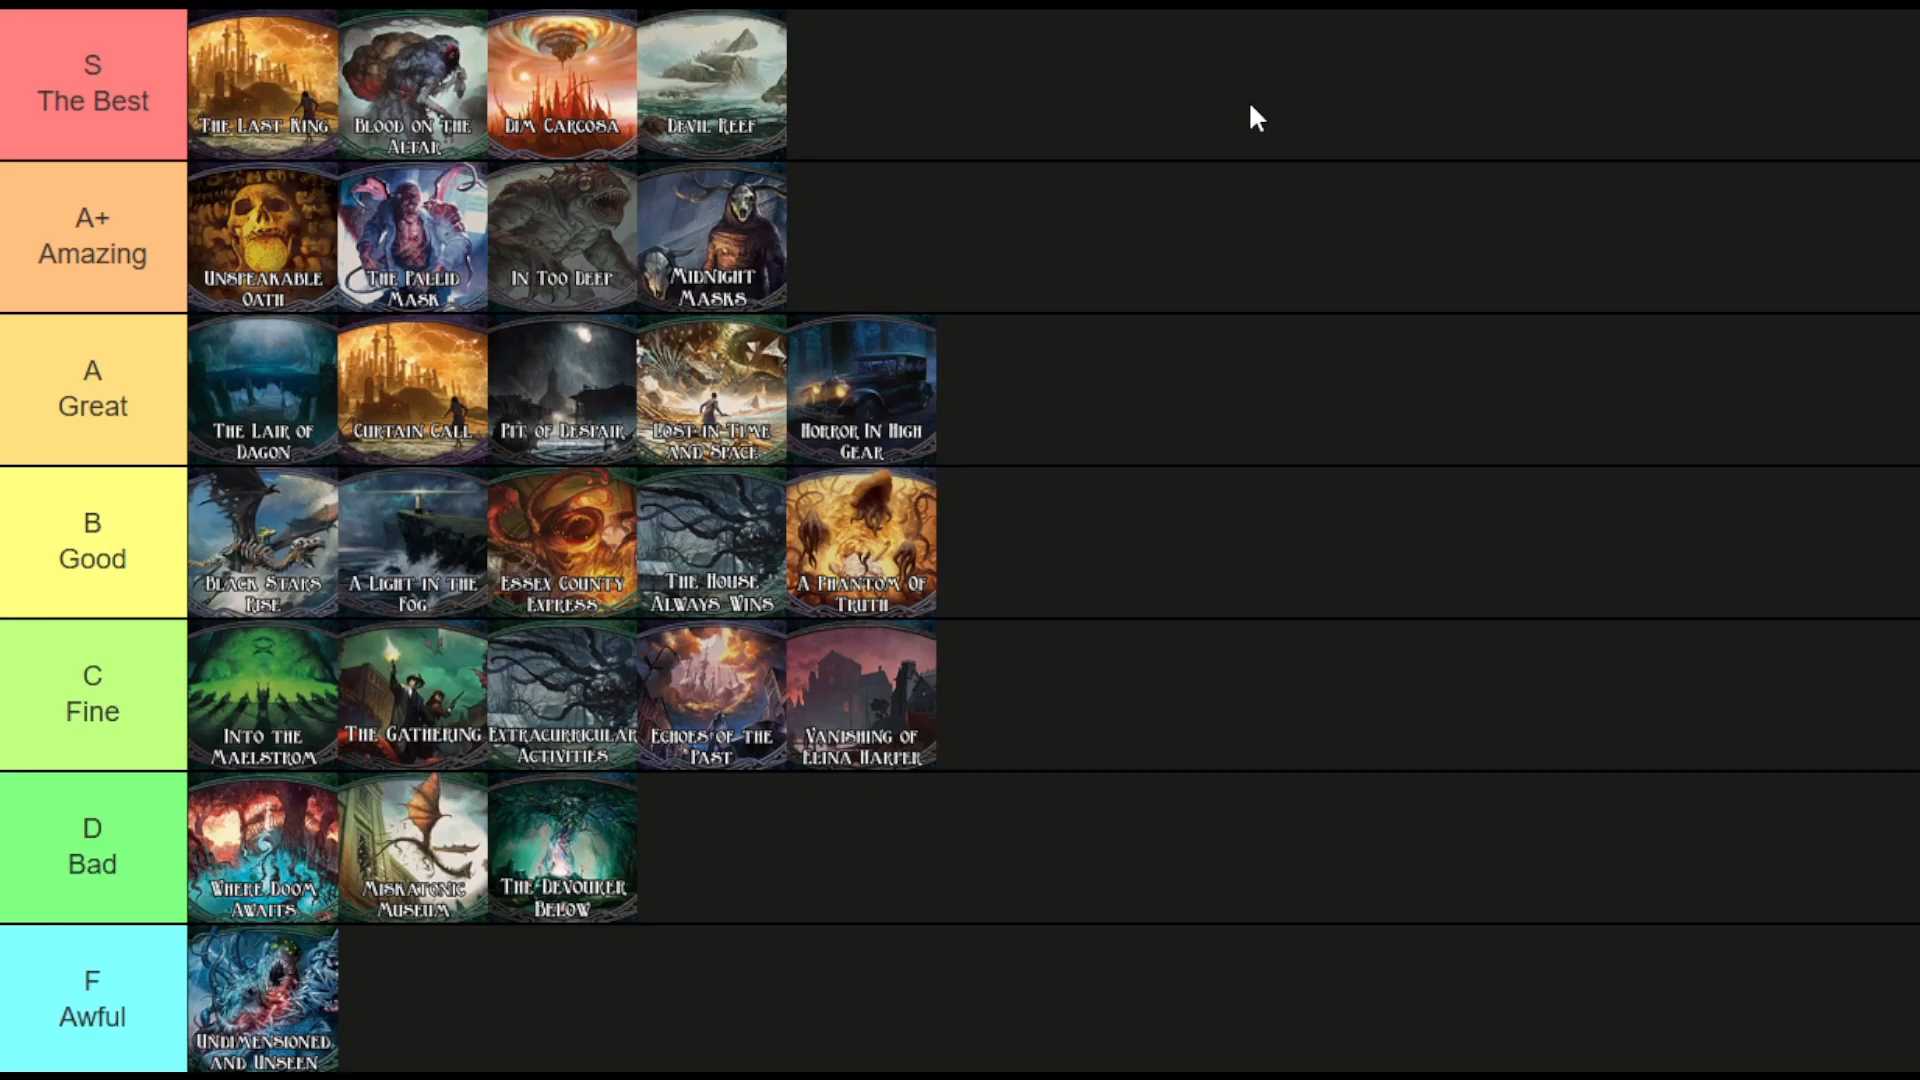 S
The Best
The Last King
Blood on the
Altar
Dim Carcosa
Devil Reef
A+
Amazing
Unspeakable
Oath
The Pallid
Mask
In Too Deep
Midnight
Masks
A
Great
The Lair of
Dagon
Curtain Call
Pit of Despair
Lost in Time
and Space
Horror In High
Gear
B
Good
Black Stars
Rise
A Light in the
Fog
Essex County
Express
The House
Always Wins
A Phantom Of
Truth
C
Fine
Into the
Maelstrom
The Gathering
Extracurricular
Activities
Echoes of the
Past
Vanishing of
Elina Harper
D
Bad
Where Doom
Awaits
Miskatonic
Museum
The Devourer
Below
F
Awful
Undimensioned
and Unseen